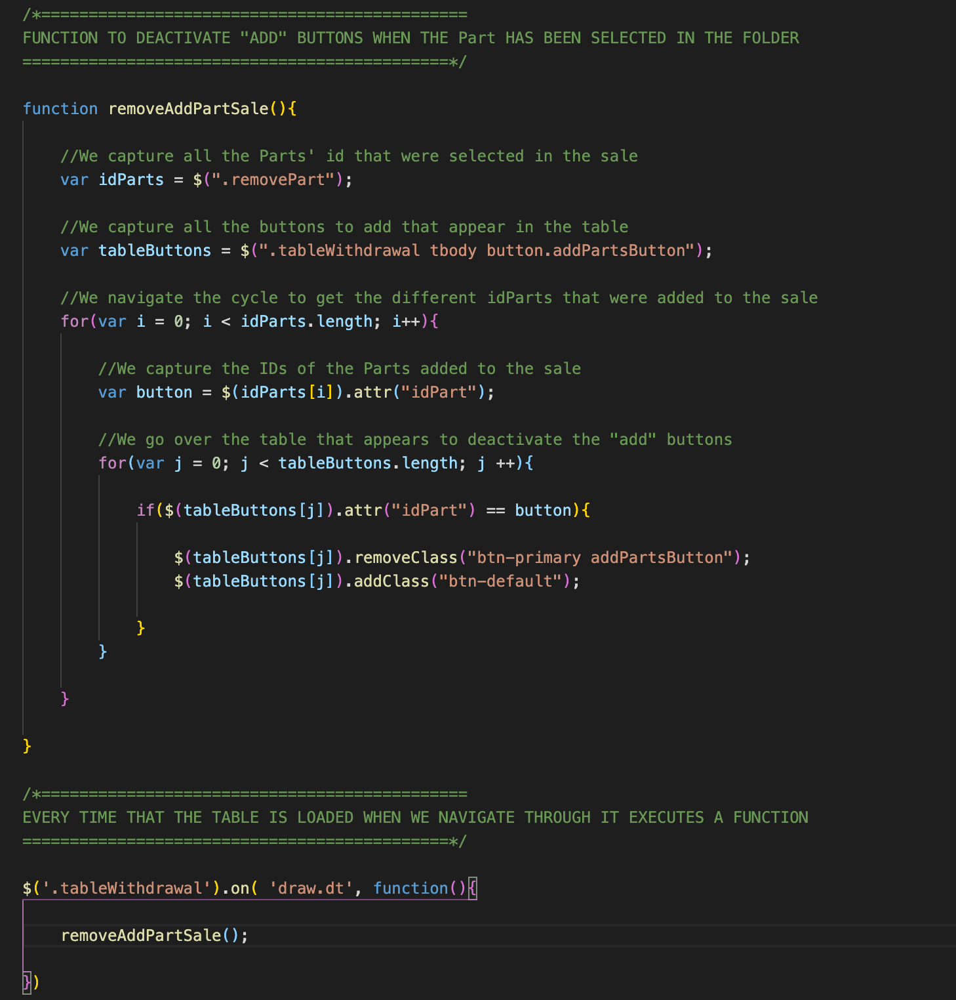 /*=============================================
FUNCTION TO DEACTIVATE "ADD" BUTTONS WHEN THE Part HAS BEEN SELECTED IN THE FOLDER
=============================================*/
function removeAddPartSale(){
//We capture all the Parts' id that were selected in the sale
var idParts = $(".removePart");
//We capture all the buttons to add that appear in the table
var tableButtons = $(".tableWithdrawal tbody button.addPartsButton");
//We navigate the cycle to get the different idParts that were added to the sale
for(var i = 0; i < idParts.length; i++){
//We capture the IDs of the Parts added to the sale
var button = $(idParts[i]).attr("idPart");
//We go over the table that appears to deactivate the "add" buttons
for(var j = 0; j < tableButtons.length; j ++){
if($(tableButtons[j]).attr("idPart") == button){
$(tableButtons[j]).removeClass("btn-primary addPartsButton");
$(tableButtons[j]).addClass("btn-default");
}
}
}
}
/*=============================================
EVERY TIME THAT THE TABLE IS LOADED WHEN WE NAVIGATE THROUGH IT EXECUTES A FUNCTION
=============================================*/
$('.tableWithdrawal').on( 'draw.dt', function(){
removeAddPartSale();
})